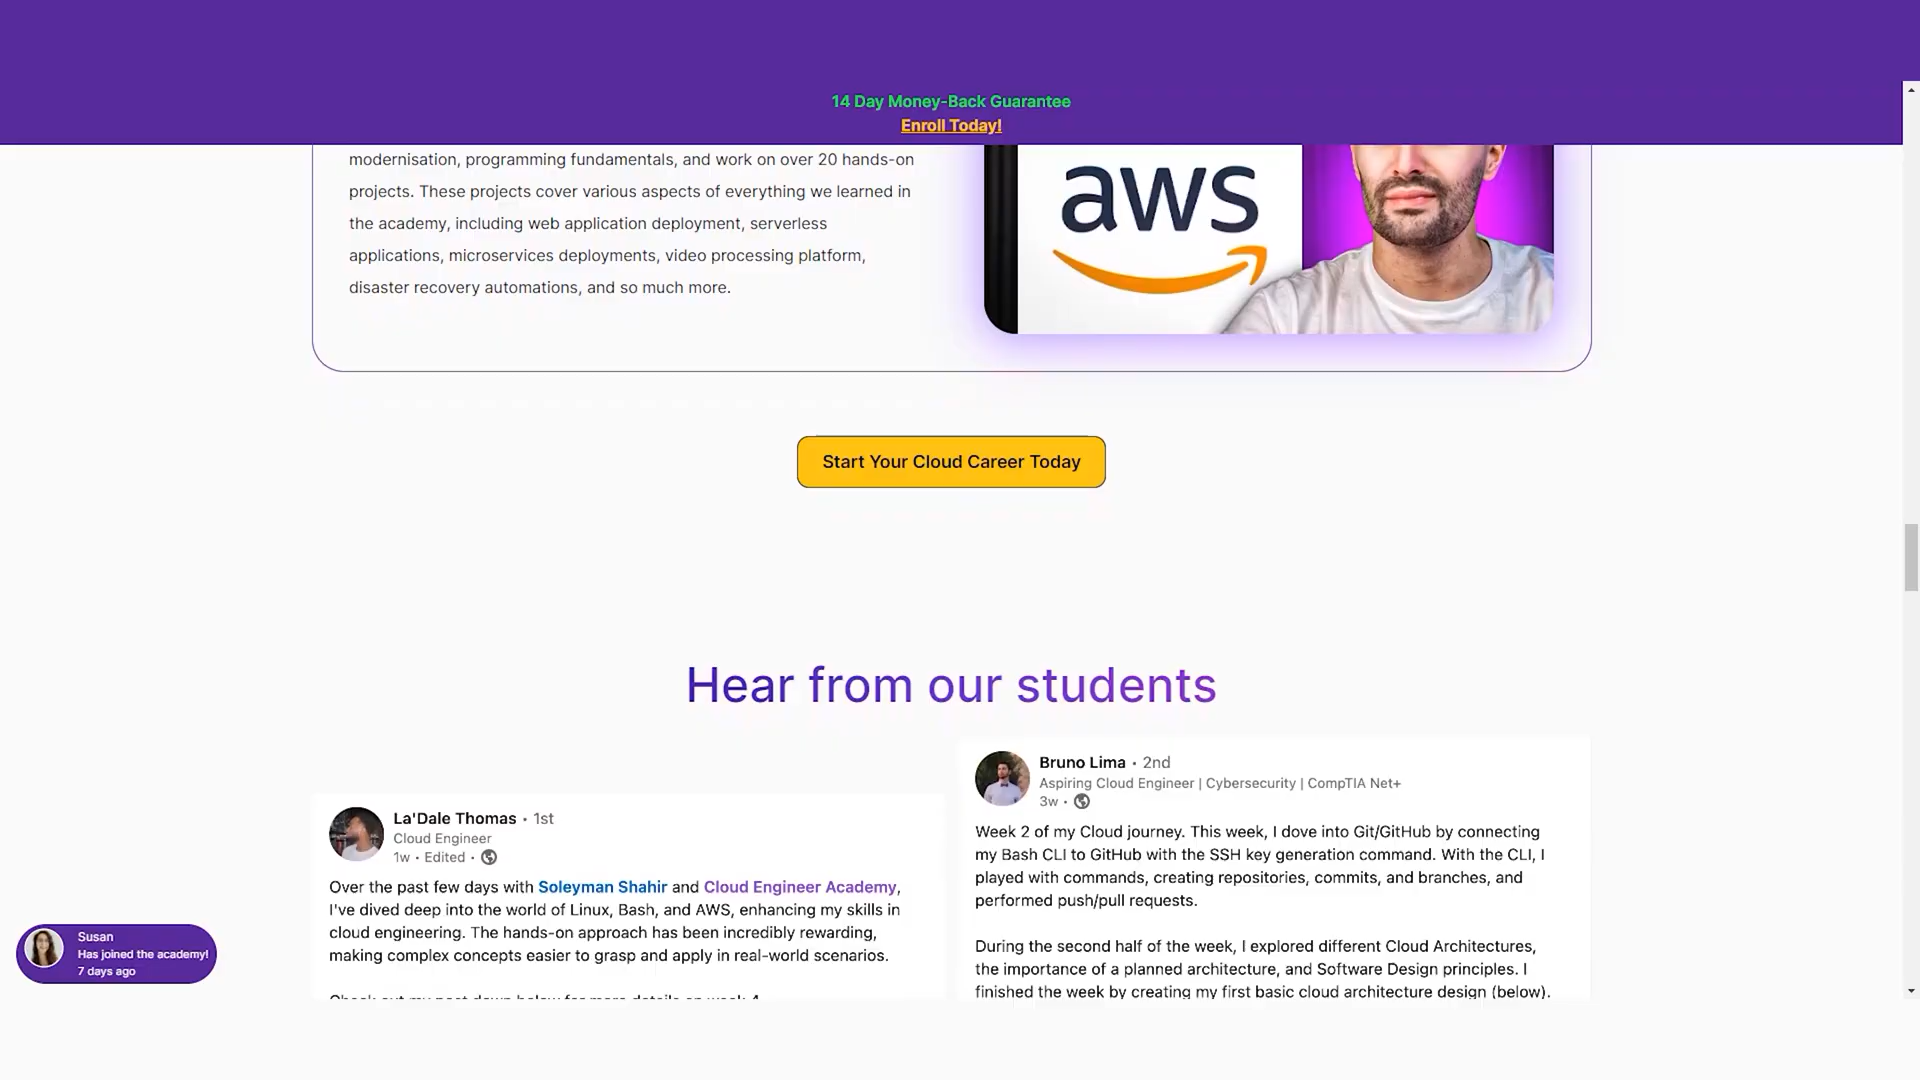 14 Day Money-Back Guarantee
Enroll Today!
modernisation, programming fundamentals, and work on over 20 hands-on
projects. These projects cover various aspects of everything we learned in
the academy, including web application deployment, serverless
applications, microservices deployments, video processing platform,
disaster recovery automations, and so much more.
aws
Start Your Cloud Career Today
Hear from our students
La'Dale Thomas • 1st
Cloud Engineer
1w • Edited •
Over the past few days with Soleyman Shahir and Cloud Engineer Academy,
I've dived deep into the world of Linux, Bash, and AWS, enhancing my skills in
cloud engineering. The hands-on approach has been incredibly rewarding,
making complex concepts easier to grasp and apply in real-world scenarios.
Bruno Lima • 2nd
Aspiring Cloud Engineer | Cybersecurity | CompTIA Net+
3w •
Week 2 of my Cloud journey. This week, I dove into Git/GitHub by connecting
my Bash CLI to GitHub with the SSH key generation command. With the CLI, I
played with commands, creating repositories, commits, and branches, and
performed push/pull requests.
During the second half of the week, I explored different Cloud Architectures,
the importance of a planned architecture, and Software Design principles. I
finished the week by creating my first basic cloud architecture design (below).
Susan
Has joined the academy!
7 days ago